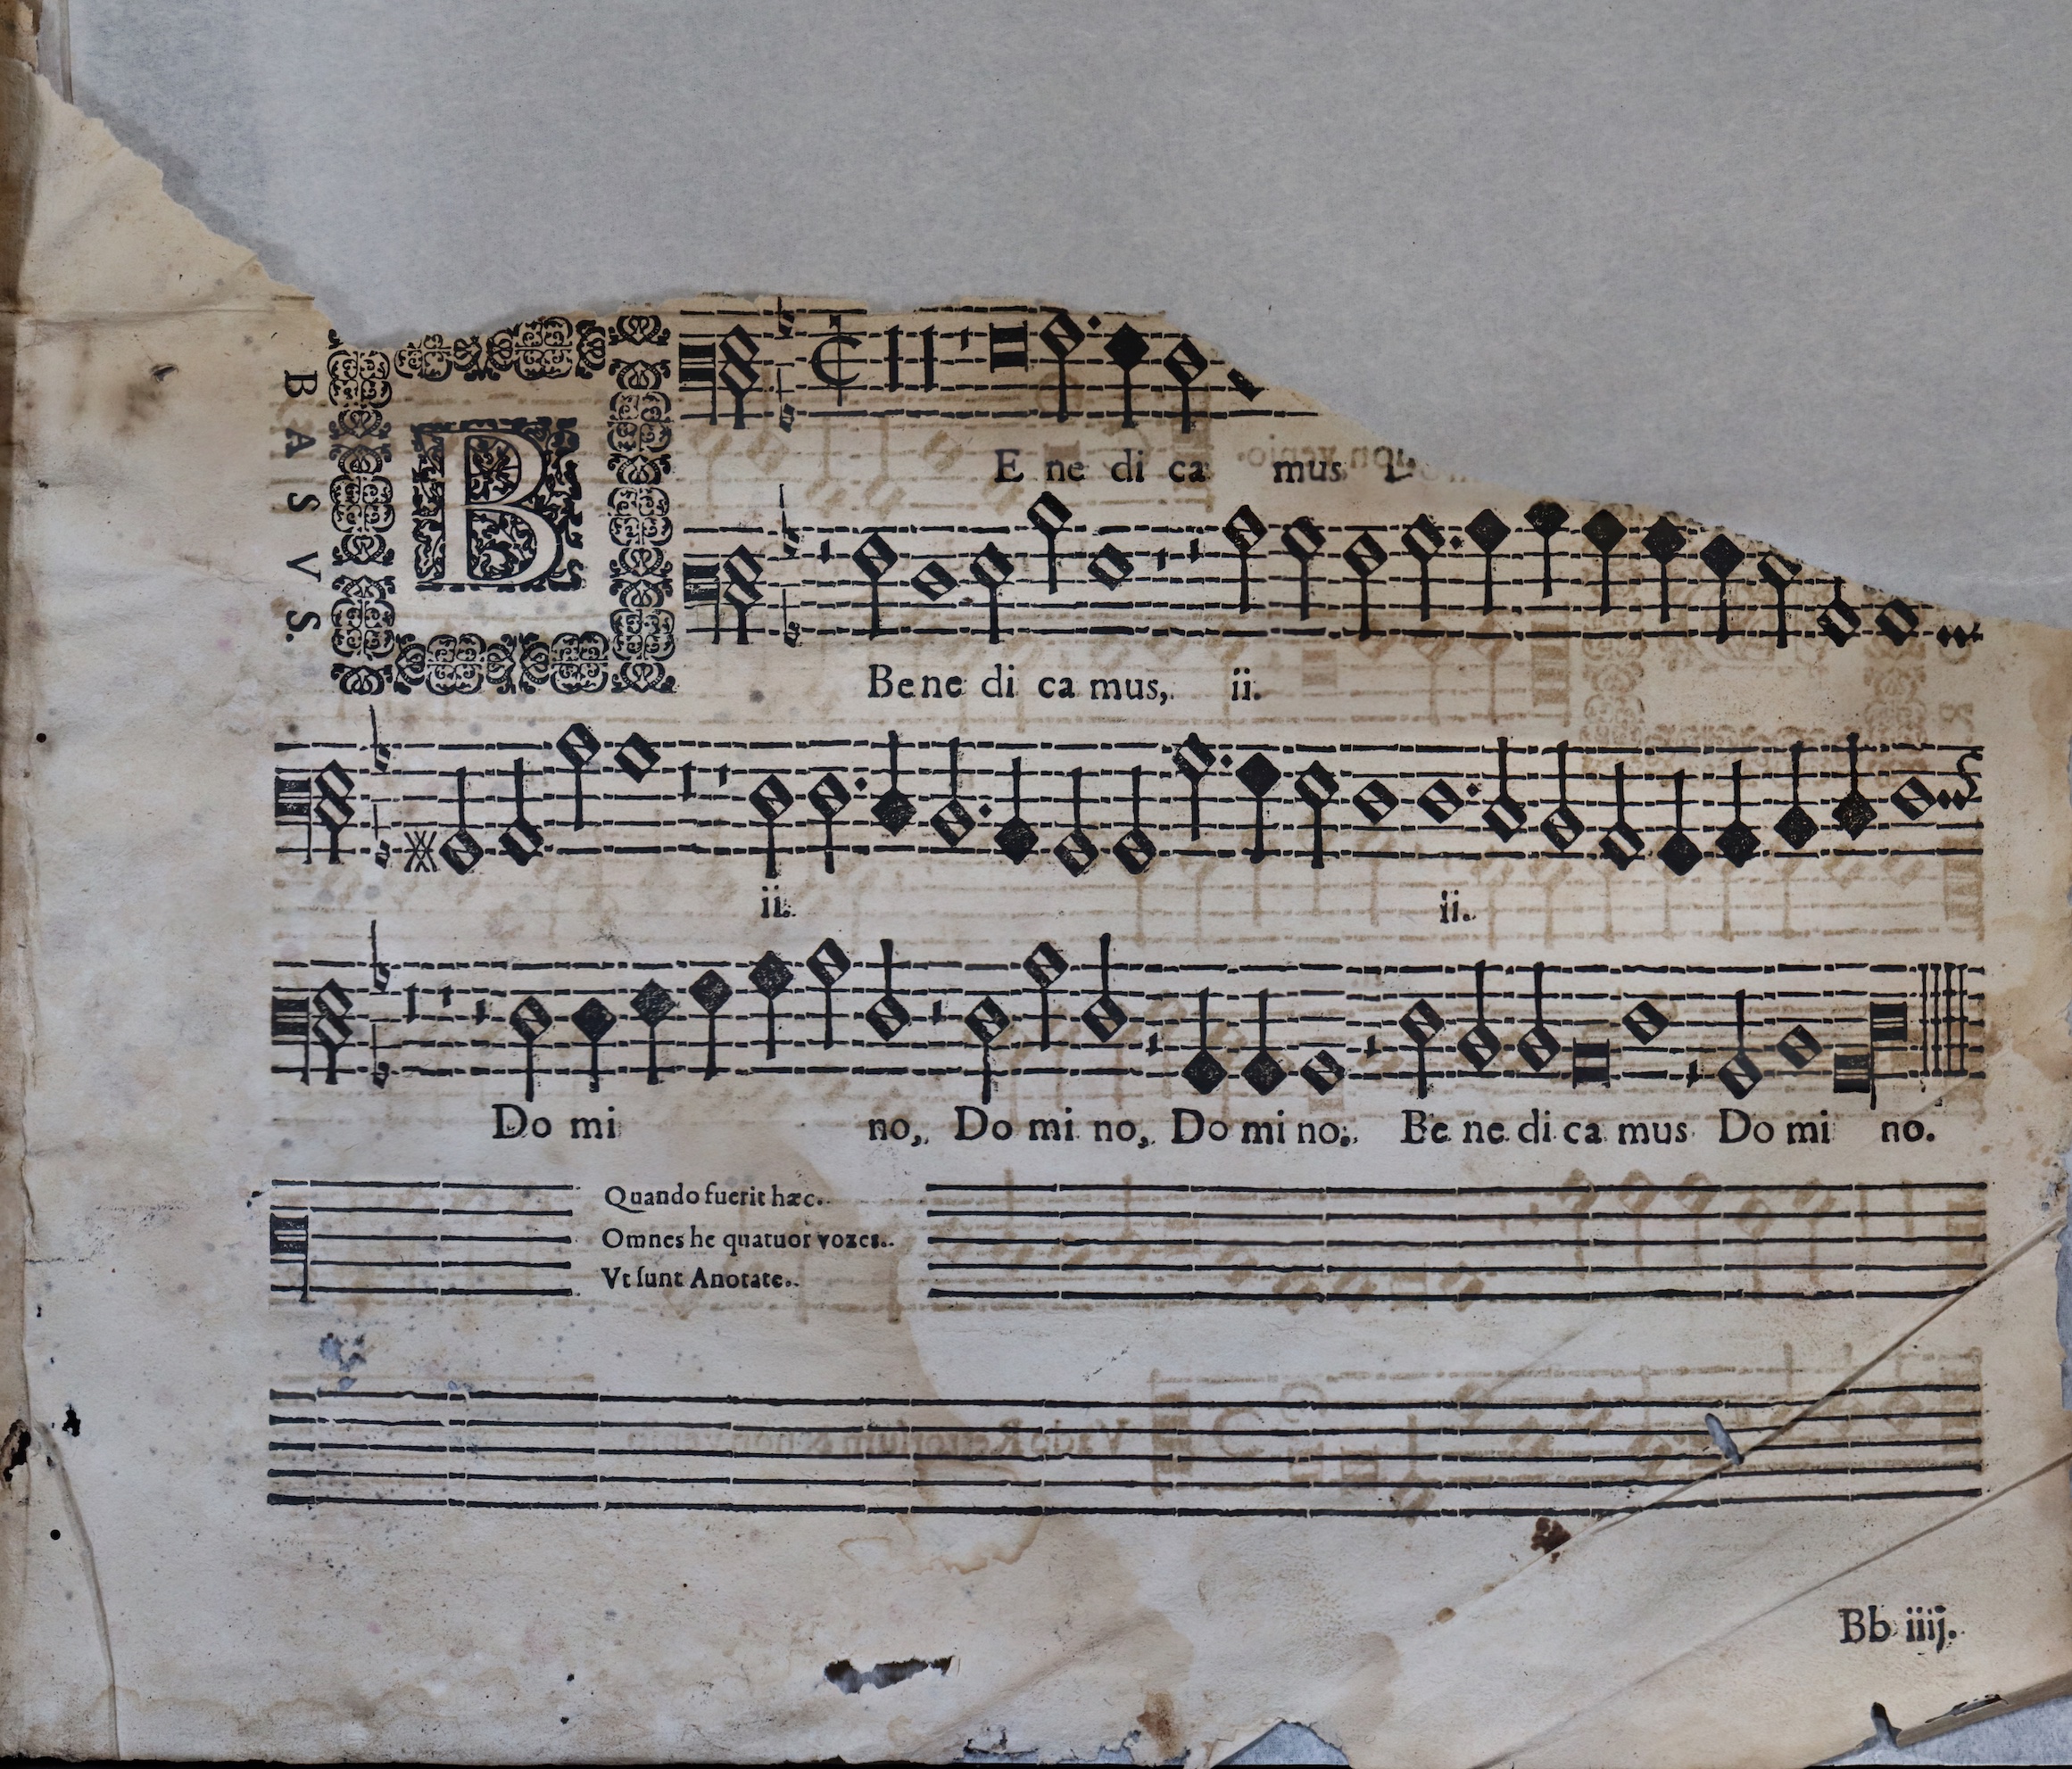 BASVS.
B
E ne di ca mus
Bene di ca mus, ii.
ii. ii.
Do mi no, Do mi no, Do mi no., Be ne di ca mus Do mi no.
Quando fuerit hæc.
Omnes he quatuor vozes.
Vt sunt Anotate.
Bb iiij.